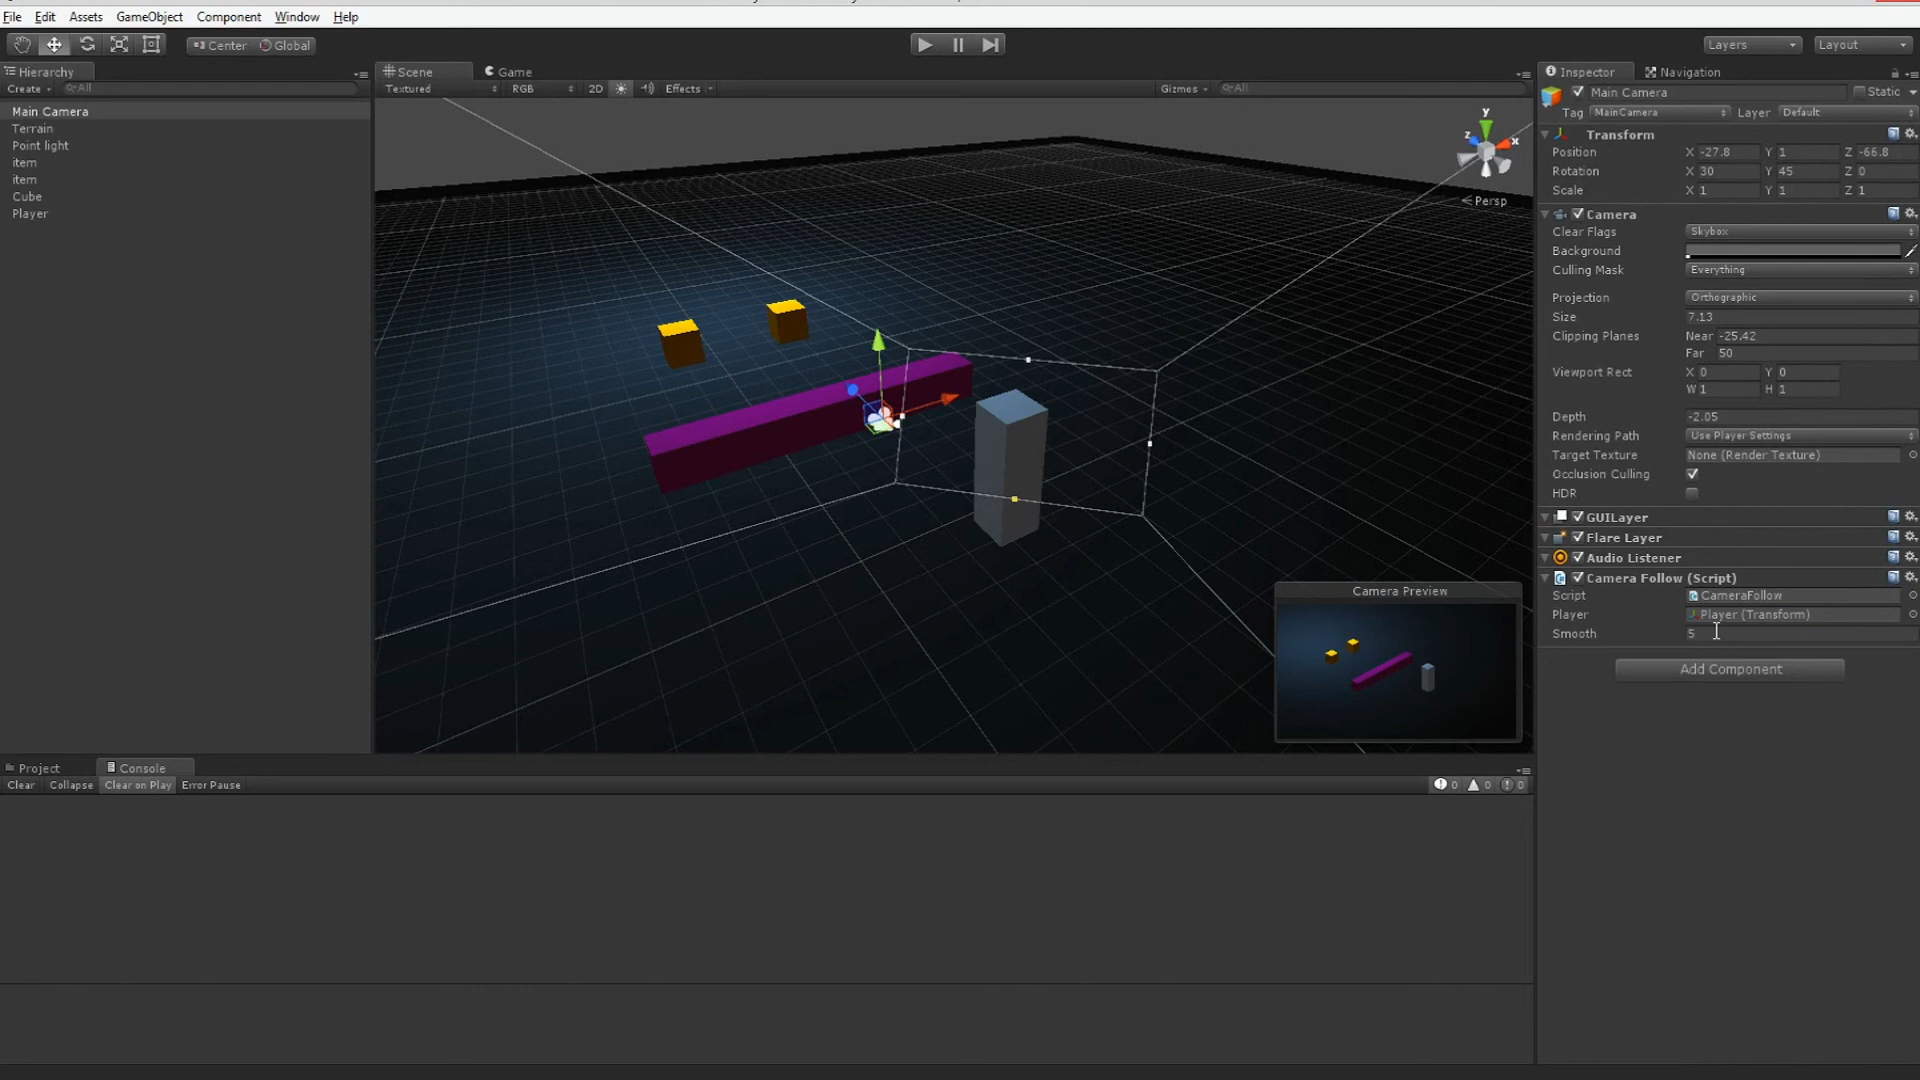 File Edit Assets GameObject Component Window Help
Center Global Layers Layout
Hierarchy
Create All
Main Camera
Terrain
Point light
item
item
Cube
Player
Scene Game
Textured RGB 2D Effects Gizmos All
y
z x
Persp
Camera Preview
Inspector Navigation
Main Camera Static
Tag MainCamera Layer Default
Transform
Position X -27.8 Y 1 Z -66.8
Rotation X 30 Y 45 Z 0
Scale X 1 Y 1 Z 1
Camera
Clear Flags Skybox
Background
Culling Mask Everything
Projection Orthographic
Size 7.13
Clipping Planes Near -25.42
Far 50
Viewport Rect X 0 Y 0
W 1 H 1
Depth -2.05
Rendering Path Use Player Settings
Target Texture None (Render Texture)
Occlusion Culling
HDR
GUILayer
Flare Layer
Audio Listener
Camera Follow (Script)
Script CameraFollow
Player Player (Transform)
Smooth 5
Add Component
Project Console
Clear Collapse Clear on Play Error Pause 0 0 0